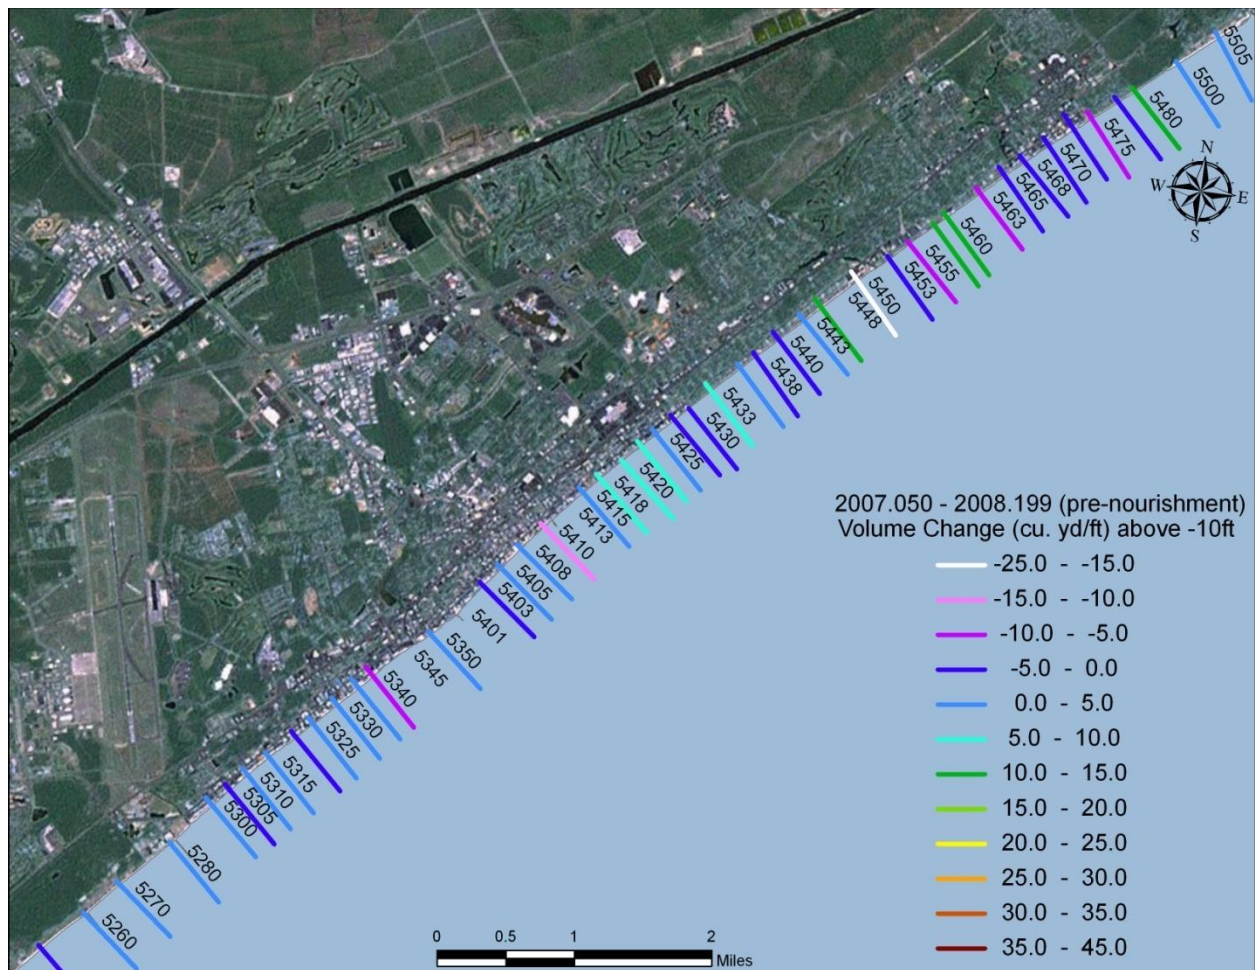 5505
5500
5480
5475
5470
5468
5465
5463
5460
5455
5453
5450
5448
5443
5440
5438
5433
5430
5425
5420
5418
5415
5413
5410
5408
5405
5403
5401
5350
5345
5340
5330
5325
5315
5310
5305
5300
5280
5270
5260
N
W E
S
2007.050 - 2008.199 (pre-nourishment)
Volume Change (cu. yd/ft) above -10ft
-25.0 - -15.0
-15.0 - -10.0
-10.0 - -5.0
-5.0 - 0.0
0.0 - 5.0
5.0 - 10.0
10.0 - 15.0
15.0 - 20.0
20.0 - 25.0
25.0 - 30.0
30.0 - 35.0
35.0 - 45.0
0 0.5 1 2
Miles